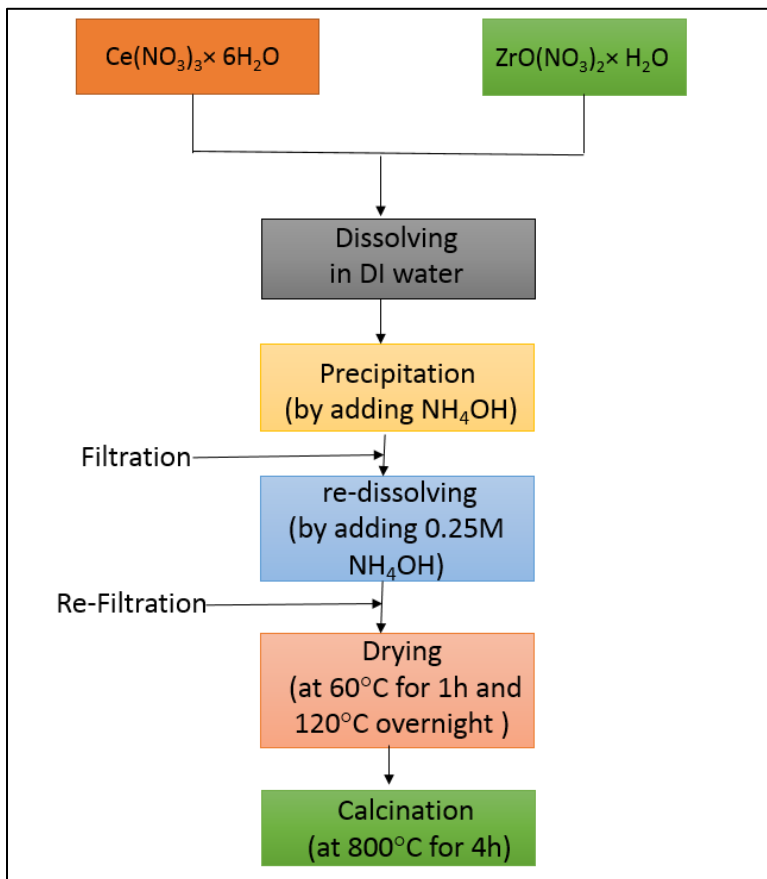 Ce(NO₃)₃× 6H₂O
ZrO(NO₃)₂× H₂O
Dissolving
in DI water
Precipitation
(by adding NH₄OH)
Filtration
re-dissolving
(by adding 0.25M
NH₄OH)
Re-Filtration
Drying
(at 60°C for 1h and
120°C overnight )
Calcination
(at 800°C for 4h)